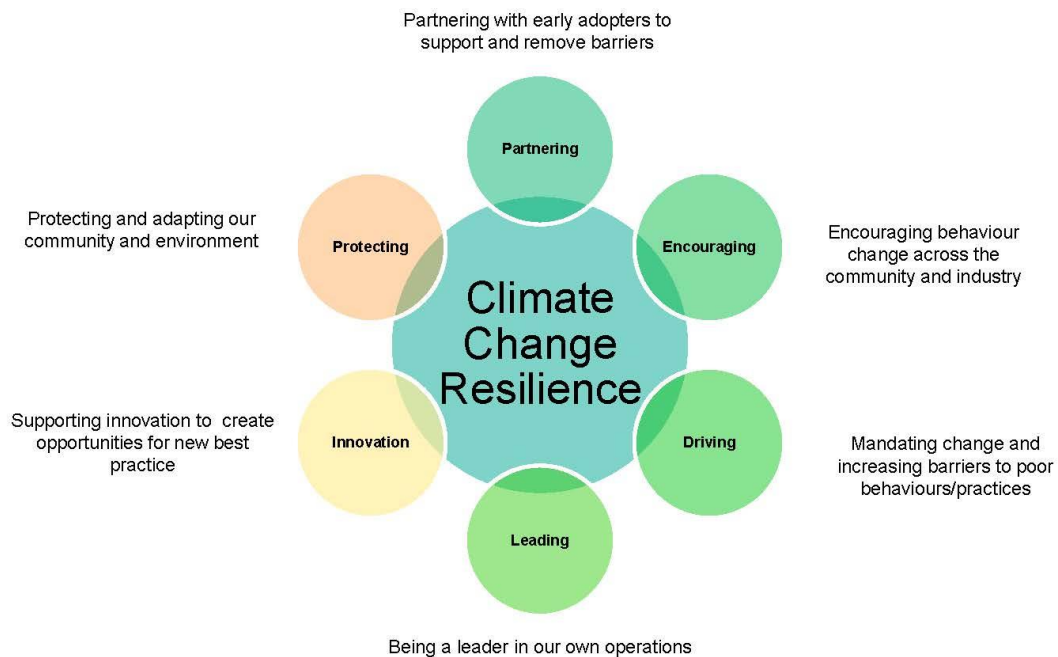 Partnering with early adopters to
support and remove barriers
Partnering
Protecting and adapting our
community and environment
Protecting
Encouraging
Encouraging behaviour
change across the
community and industry
Climate
Change
Resilience
Supporting innovation to  create
opportunities for new best
practice
Innovation
Driving
Mandating change and
increasing barriers to poor
behaviours/practices
Leading
Being a leader in our own operations